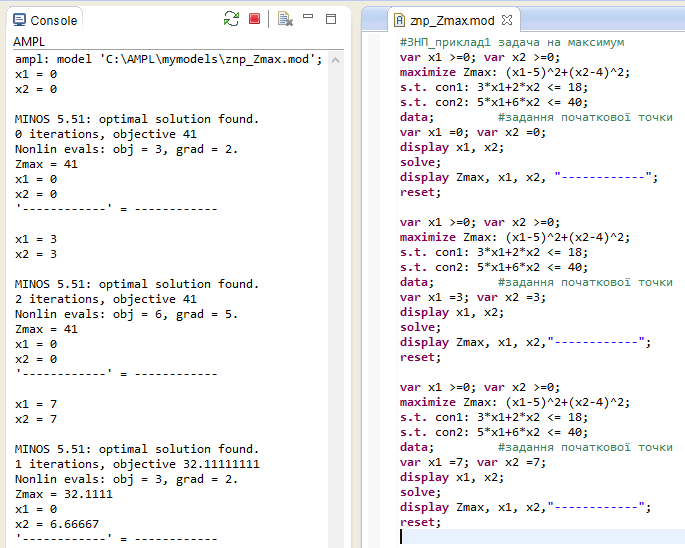 Console
AMPL
ampl: model 'C:\AMPL\mymodels\znp_Zmax.mod';
x1 = 0
x2 = 0
MINOS 5.51: optimal solution found.
0 iterations, objective 41
Nonlin evals: obj = 3, grad = 2.
Zmax = 41
x1 = 0
x2 = 0
'------------' = ------------
x1 = 3
x2 = 3
MINOS 5.51: optimal solution found.
2 iterations, objective 41
Nonlin evals: obj = 6, grad = 5.
Zmax = 41
x1 = 0
x2 = 0
'------------' = ------------
x1 = 7
x2 = 7
MINOS 5.51: optimal solution found.
1 iterations, objective 32.11111111
Nonlin evals: obj = 3, grad = 2.
Zmax = 32.1111
x1 = 0
x2 = 6.66667
'------------' = ------------
znp_Zmax.mod
#ЗНП_приклад1 задача на максимум
var x1 >=0; var x2 >=0;
maximize Zmax: (x1-5)^2+(x2-4)^2;
s.t. con1: 3*x1+2*x2 <= 18;
s.t. con2: 5*x1+6*x2 <= 40;
data; #задання початкової точки
var x1 =0; var x2 =0;
display x1, x2;
solve;
display Zmax, x1, x2, "------------";
reset;
var x1 >=0; var x2 >=0;
maximize Zmax: (x1-5)^2+(x2-4)^2;
s.t. con1: 3*x1+2*x2 <= 18;
s.t. con2: 5*x1+6*x2 <= 40;
data; #задання початкової точки
var x1 =3; var x2 =3;
display x1, x2;
solve;
display Zmax, x1, x2,"------------";
reset;
var x1 >=0; var x2 >=0;
maximize Zmax: (x1-5)^2+(x2-4)^2;
s.t. con1: 3*x1+2*x2 <= 18;
s.t. con2: 5*x1+6*x2 <= 40;
data; #задання початкової точки
var x1 =7; var x2 =7;
display x1, x2;
solve;
display Zmax, x1, x2,"------------";
reset;